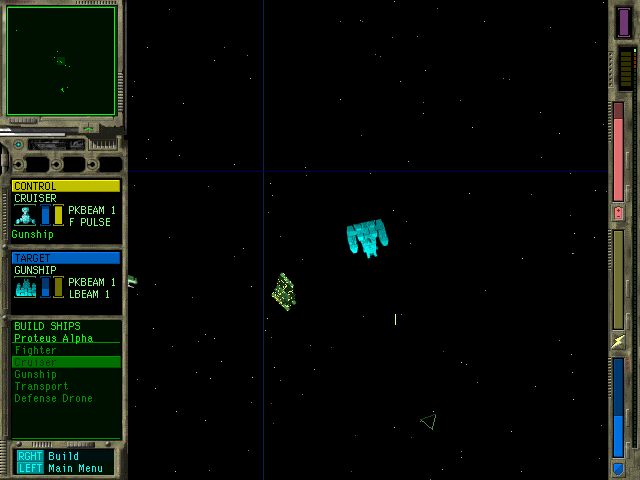 CONTROL
CRUISER
PKBEAM 1
F PULSE
Gunship
TARGET
GUNSHIP
PKBEAM 1
LBEAM 1
BUILD SHIPS
Proteus Alpha
Fighter
Cruiser
Gunship
Transport
Defense Drone
RGHT Build
LEFT Main Menu